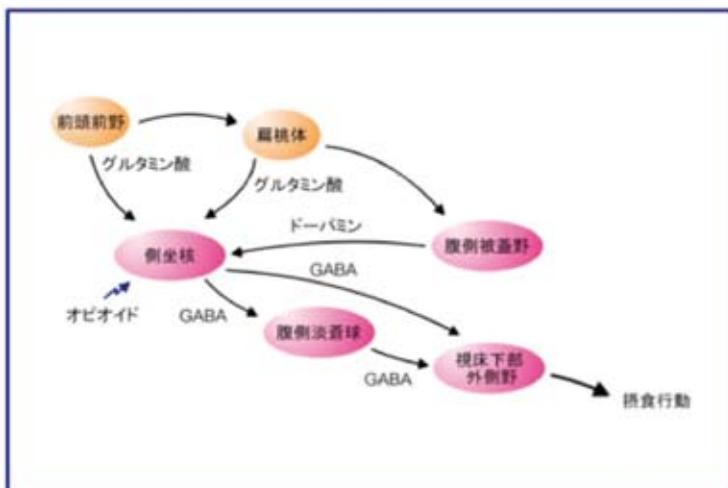 前頭前野
扁桃体
グルタミン酸
グルタミン酸
ドーパミン
側坐核
腹側被蓋野
GABA
オピオイド
GABA
腹側淡蒼球
視床下部
外側野
GABA
摂食行動